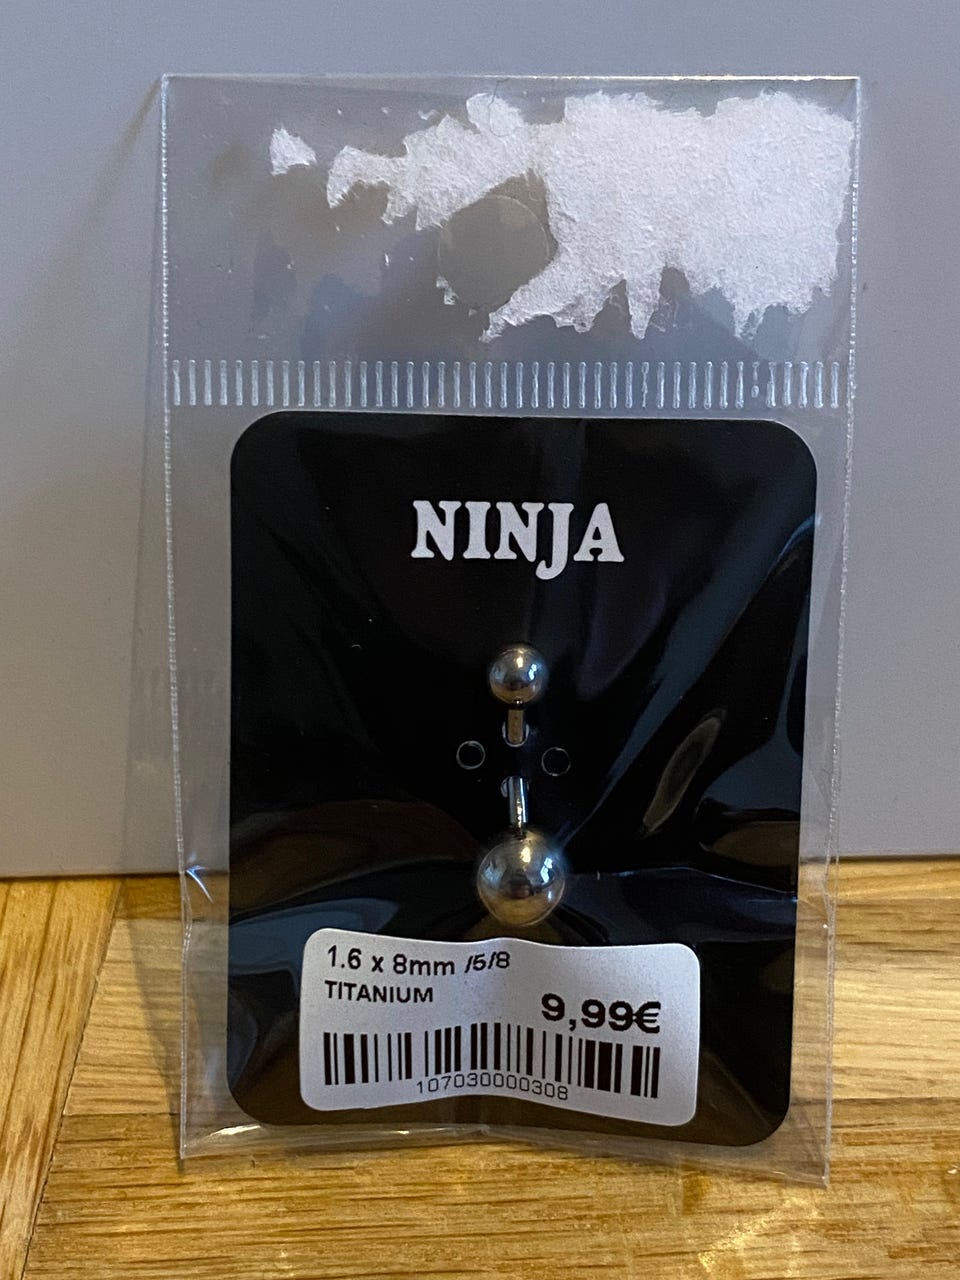 NINJA
1.6 x 8mm /5/8
TITANIUM
9,99€
107030000308